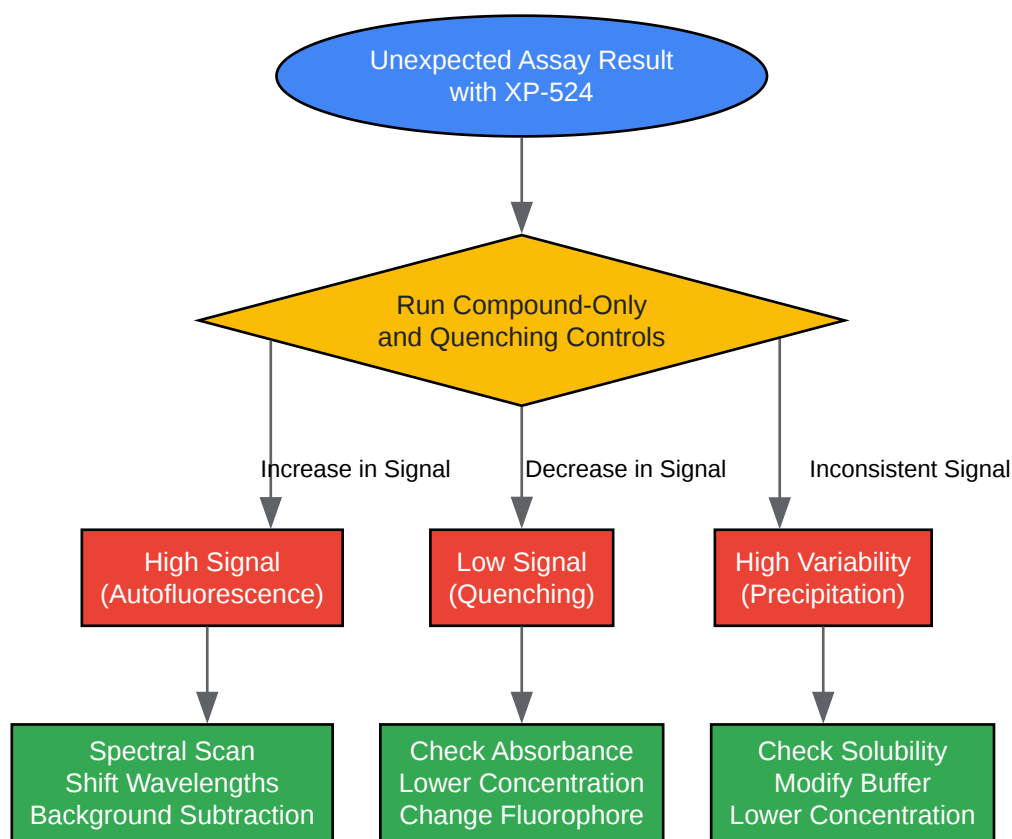 Unexpected Assay Result
with XP-524
Run Compound-Only
and Quenching Controls
Increase in Signal
Decrease in Signal
Inconsistent Signal
High Signal
(Autofluorescence)
Low Signal
(Quenching)
High Variability
(Precipitation)
Spectral Scan
Shift Wavelengths
Background Subtraction
Check Absorbance
Lower Concentration
Change Fluorophore
Check Solubility
Modify Buffer
Lower Concentration